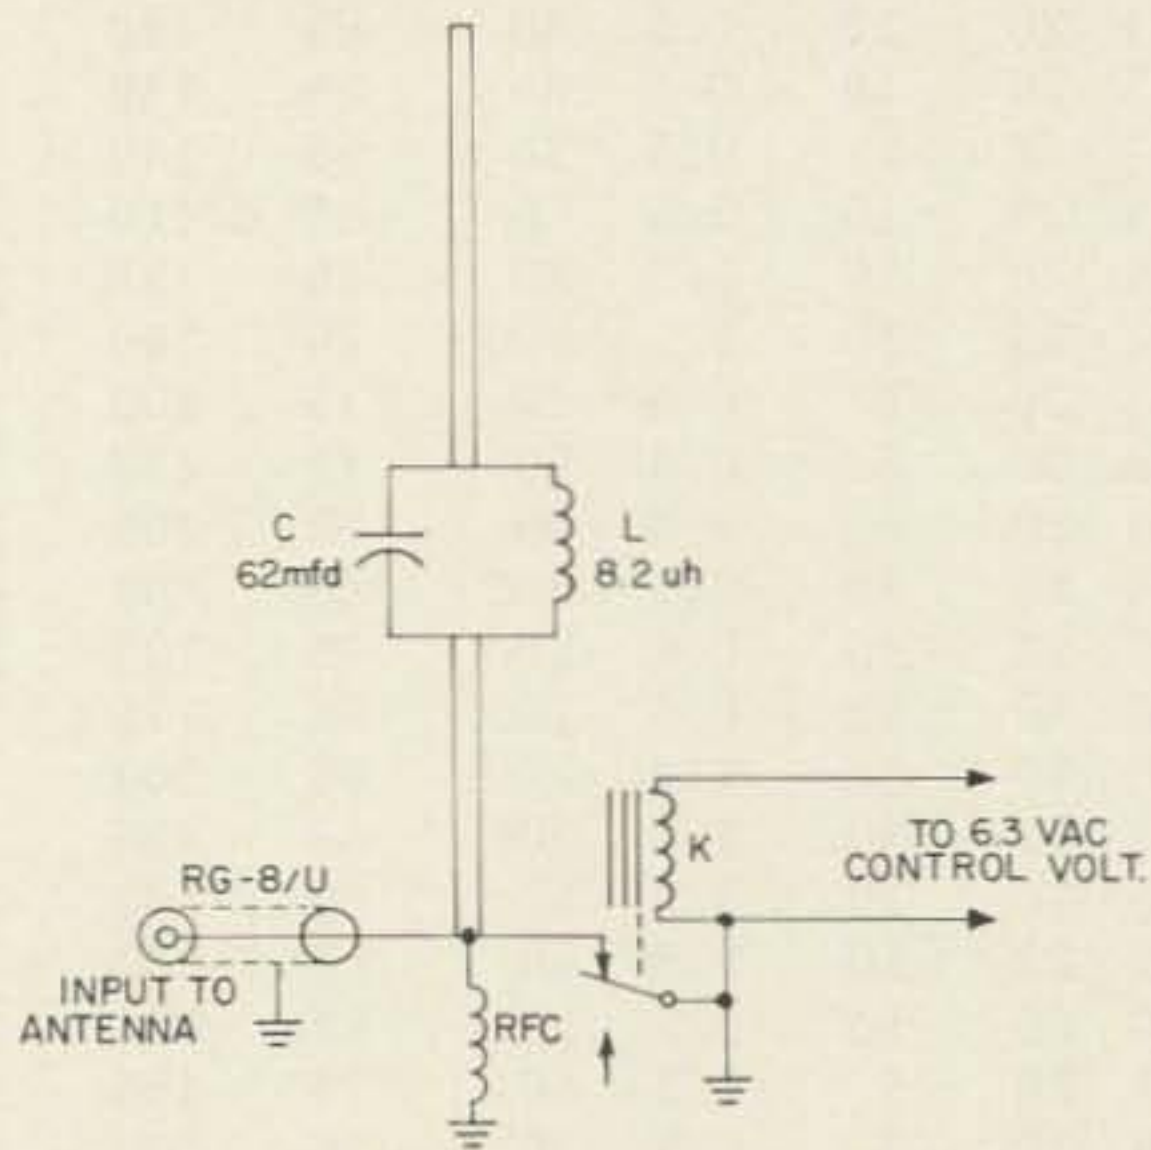 C
62mfd
L
8.2 uh
K
TO 6.3 VAC
CONTROL VOLT.
RG-8/U
INPUT TO
ANTENNA
RFC